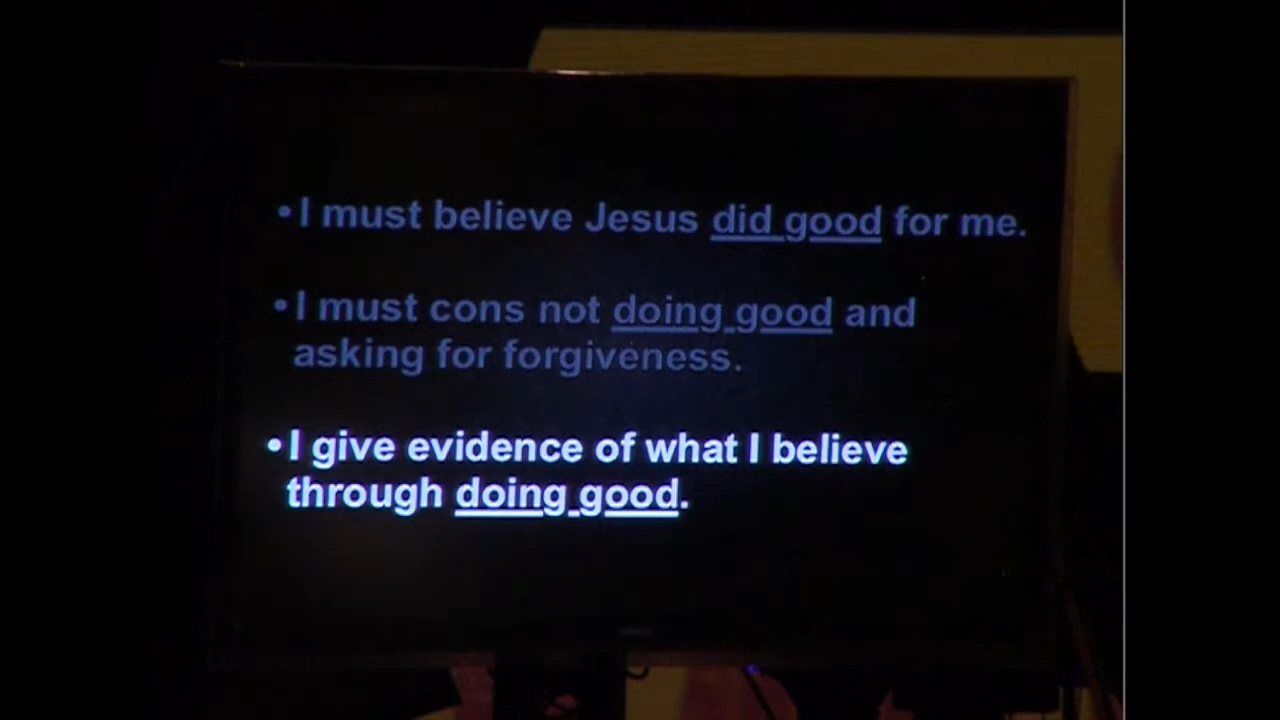 •I must believe Jesus did good for me.
•I must cons not doing good and
asking for forgiveness.
•I give evidence of what I believe
through doing good.